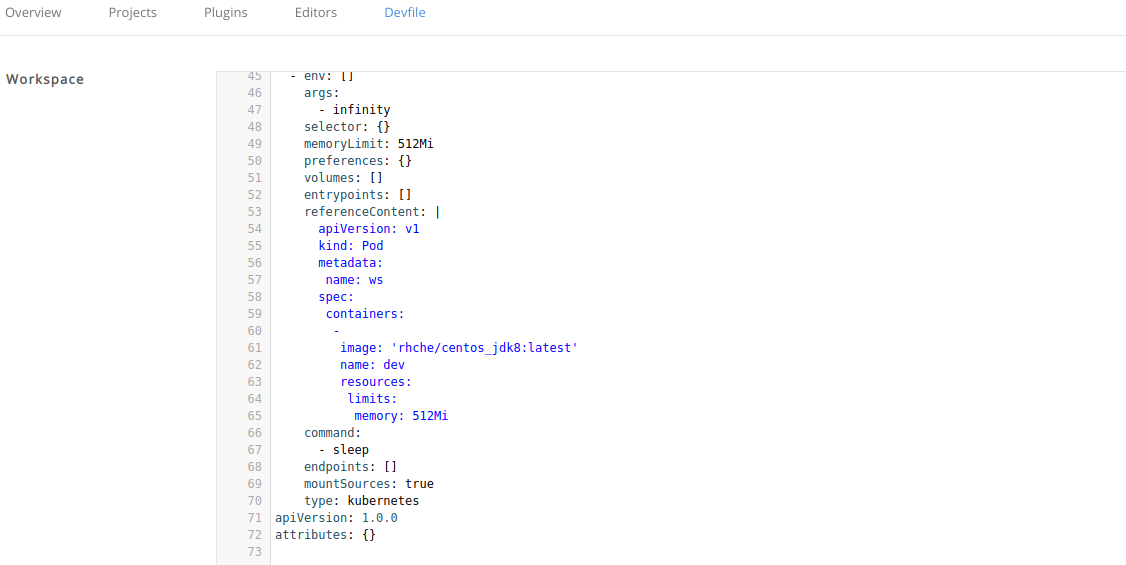 Overview Projects Plugins Editors Devfile
Workspace
45   - env: []
46     args:
47       - infinity
48     selector: {}
49     memoryLimit: 512Mi
50     preferences: {}
51     volumes: []
52     entrypoints: []
53     referenceContent: |
54       apiVersion: v1
55       kind: Pod
56       metadata:
57        name: ws
58       spec:
59        containers:
60         -
61          image: 'rhche/centos_jdk8:latest'
62          name: dev
63          resources:
64           limits:
65            memory: 512Mi
66     command:
67       - sleep
68     endpoints: []
69     mountSources: true
70     type: kubernetes
71 apiVersion: 1.0.0
72 attributes: {}
73